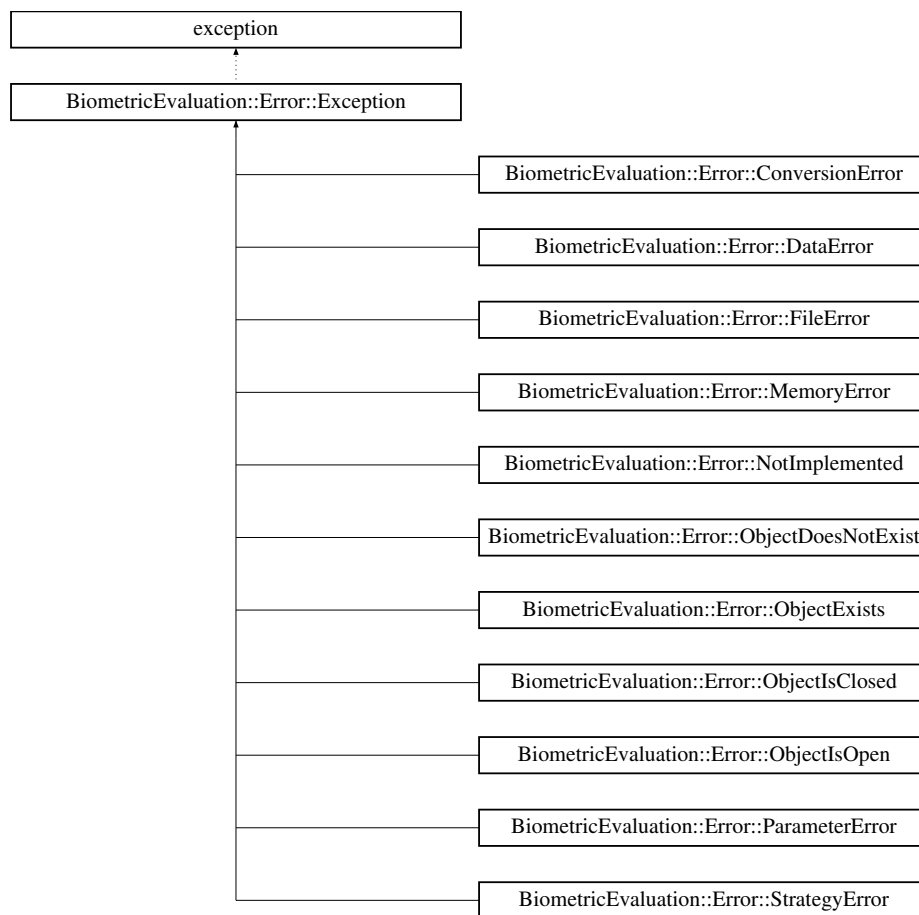 exception
BiometricEvaluation::Error::Exception
BiometricEvaluation::Error::ConversionError
BiometricEvaluation::Error::DataError
BiometricEvaluation::Error::FileError
BiometricEvaluation::Error::MemoryError
BiometricEvaluation::Error::NotImplemented
BiometricEvaluation::Error::ObjectDoesNotExist
BiometricEvaluation::Error::ObjectExists
BiometricEvaluation::Error::ObjectIsClosed
BiometricEvaluation::Error::ObjectIsOpen
BiometricEvaluation::Error::ParameterError
BiometricEvaluation::Error::StrategyError